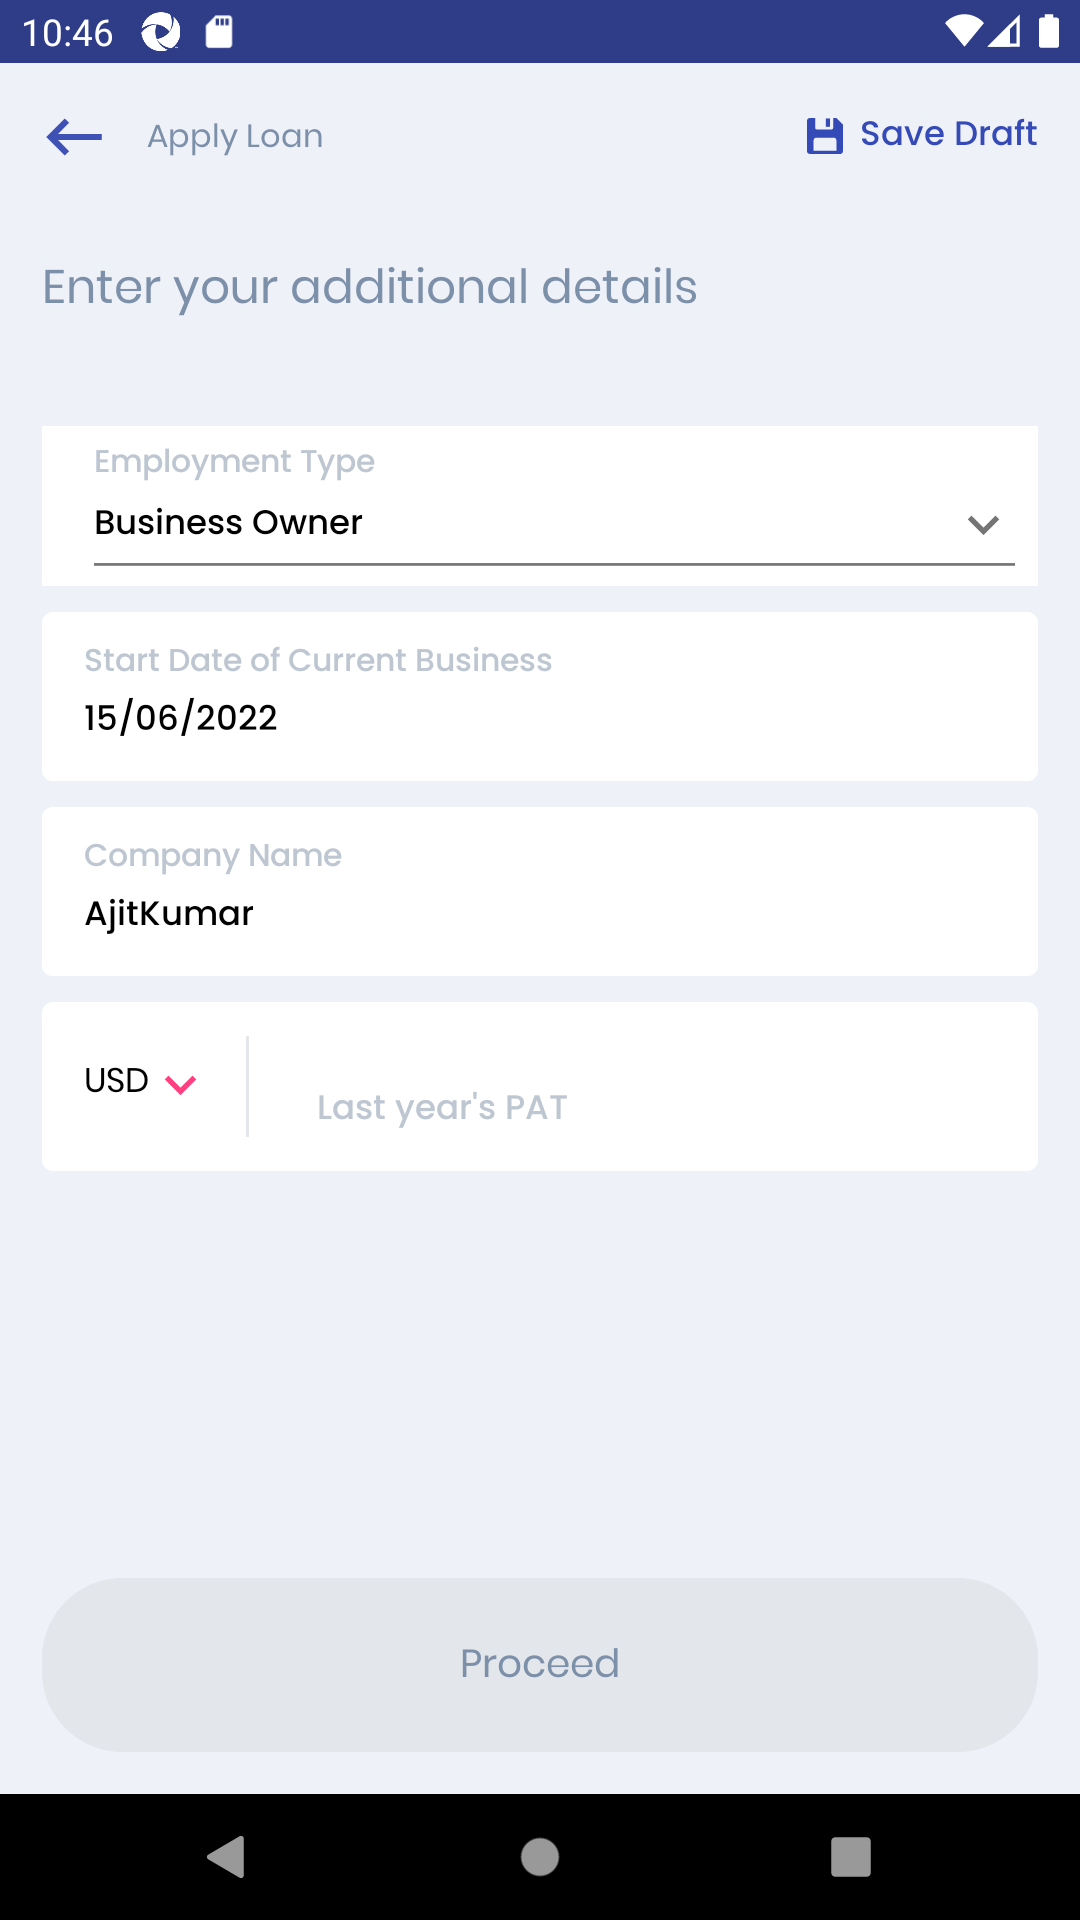 10:46
Apply Loan
Save Draft
Enter your additional details
Employment Type
Business Owner
Start Date of Current Business
15/06/2022
Company Name
AjitKumar
USD
Last year's PAT
Proceed